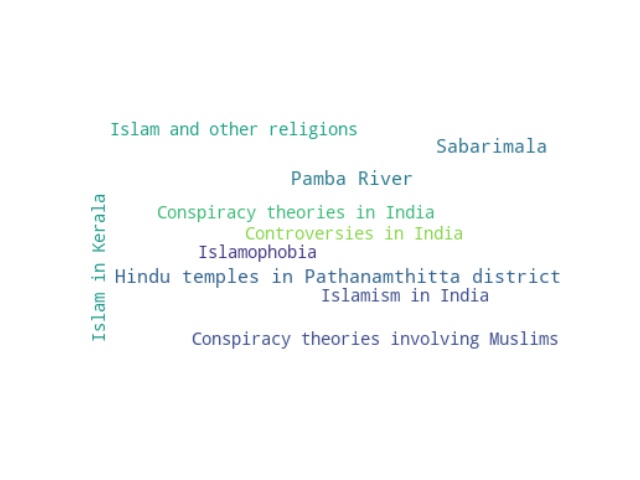 Islam and other religions
Sabarimala
Pamba River
Islam in Kerala
Conspiracy theories in India
Controversies in India
Islamophobia
Hindu temples in Pathanamthitta district
Islamism in India
Conspiracy theories involving Muslims